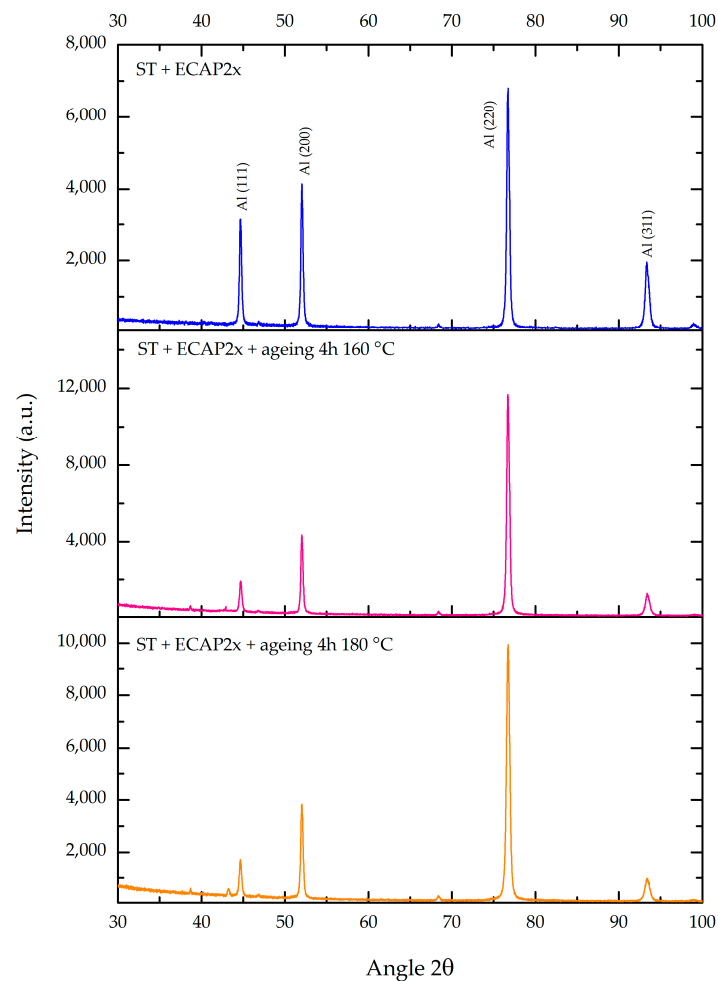 30 40 50 60 70 80 90 100
8,000
ST + ECAP2x
6,000
Al (220)
Al (200)
4,000
Al (111)
Al (311)
2,000
ST + ECAP2x + ageing 4h 160 °C
12,000
8,000
Intensity (a.u.)
4,000
10,000
ST + ECAP2x + ageing 4h 180 °C
8,000
6,000
4,000
2,000
30 40 50 60 70 80 90 100
Angle 2θ